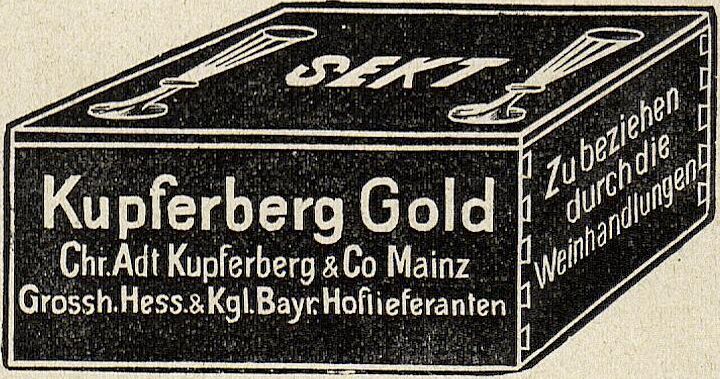 SEKT
Kupferberg Gold
Chr. Adt Kupferberg & Co Mainz
Grossh. Hess. & Kgl. Bayr. Hoflieferanten
Zu beziehen
durch die
Weinhandlungen